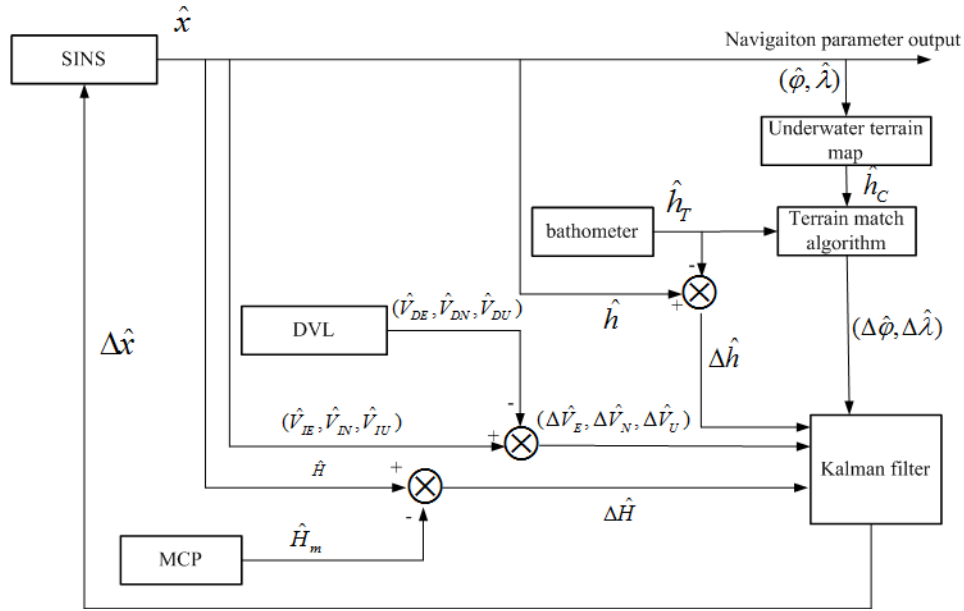 x̂
SINS
Navigaiton parameter output
(φ̂, λ̂)
Underwater terrain
map
ĥ_C
ĥ_T
bathometer
Terrain match
algorithm
-
+
ĥ
(V̂_DE, V̂_DN, V̂_DU)
DVL
Δx̂
Δĥ
(Δφ̂, Δλ̂)
-
(V̂_IE, V̂_IN, V̂_IU)
+
(ΔV̂_E, ΔV̂_N, ΔV̂_U)
Kalman filter
Ĥ
+
-
ΔĤ
Ĥ_m
MCP